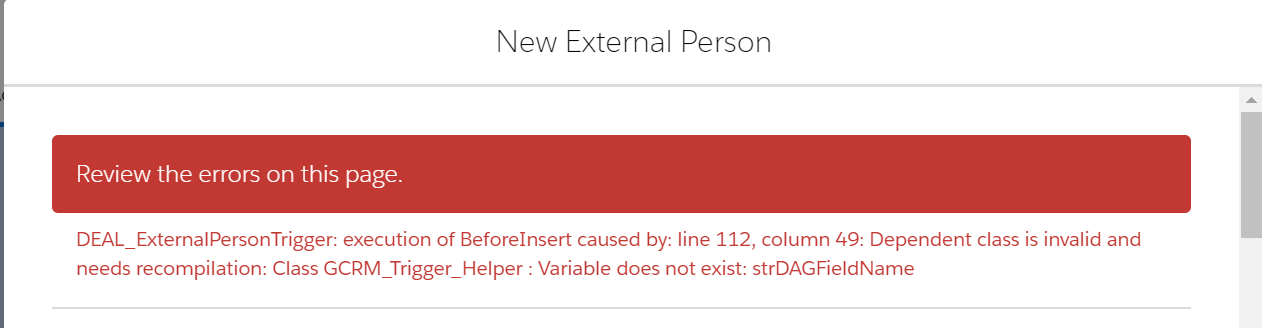 New External Person
Review the errors on this page.
DEAL_ExternalPersonTrigger: execution of BeforeInsert caused by: line 112, column 49: Dependent class is invalid and
needs recompilation: Class GCRM_Trigger_Helper : Variable does not exist: strDAGFieldName